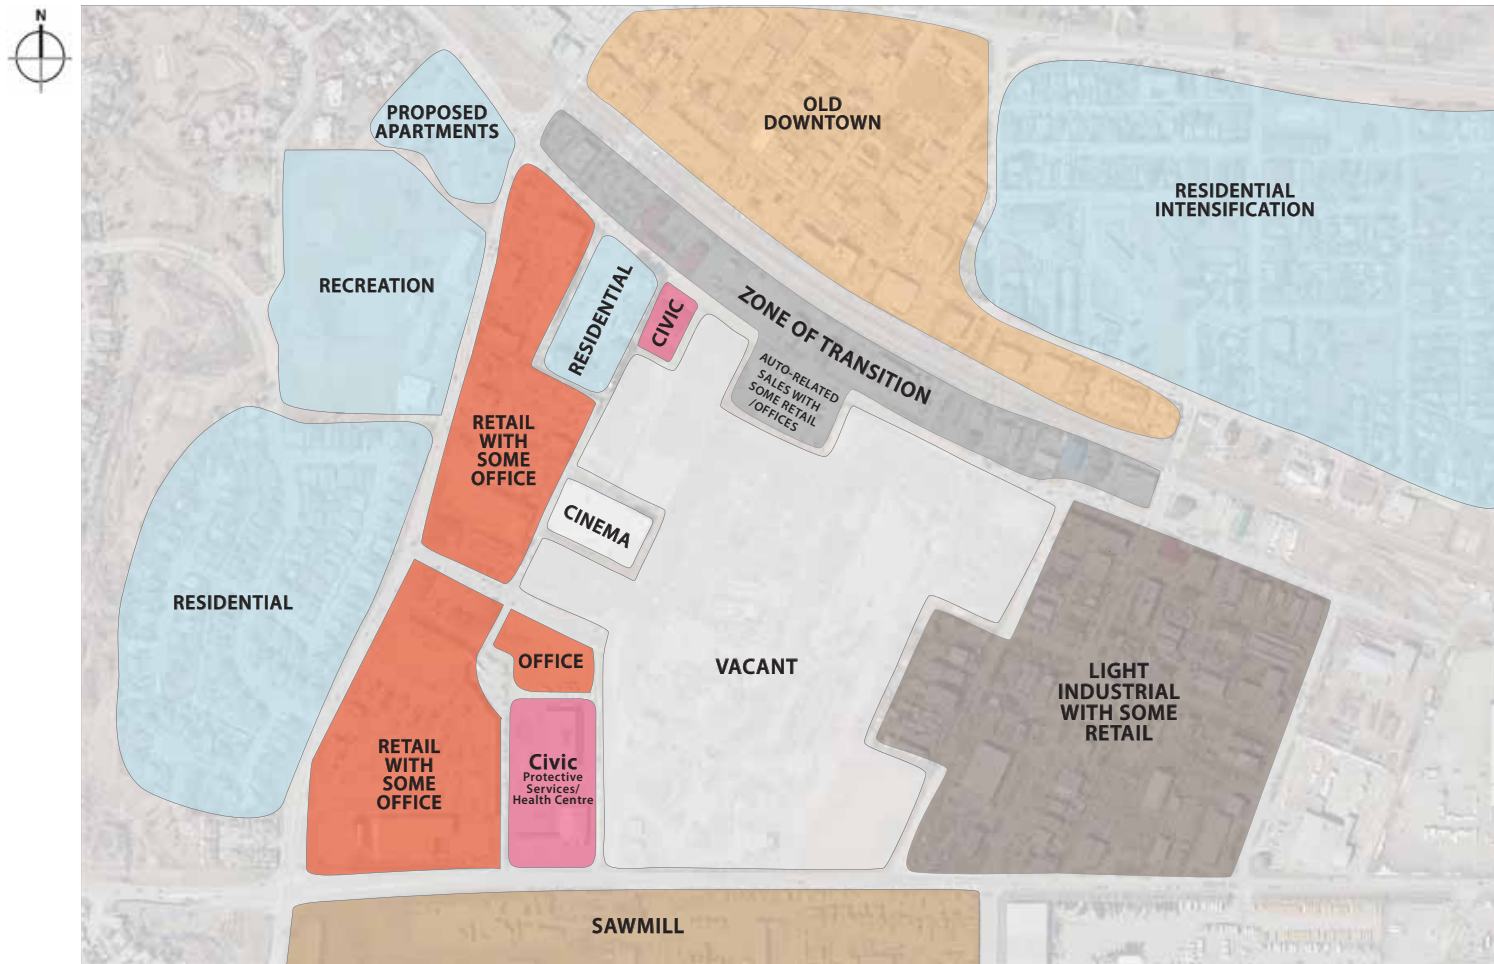 N
PROPOSED
APARTMENTS
OLD
DOWNTOWN
RESIDENTIAL
INTENSIFICATION
RECREATION
RESIDENTIAL
CIVIC
ZONE OF TRANSITION
AUTO-RELATED
SALES WITH
SOME RETAIL
/OFFICES
RETAIL
WITH
SOME
OFFICE
CINEMA
RESIDENTIAL
OFFICE
VACANT
LIGHT
INDUSTRIAL
WITH SOME
RETAIL
RETAIL
WITH
SOME
OFFICE
Civic
Protective
Services/
Health Centre
SAWMILL